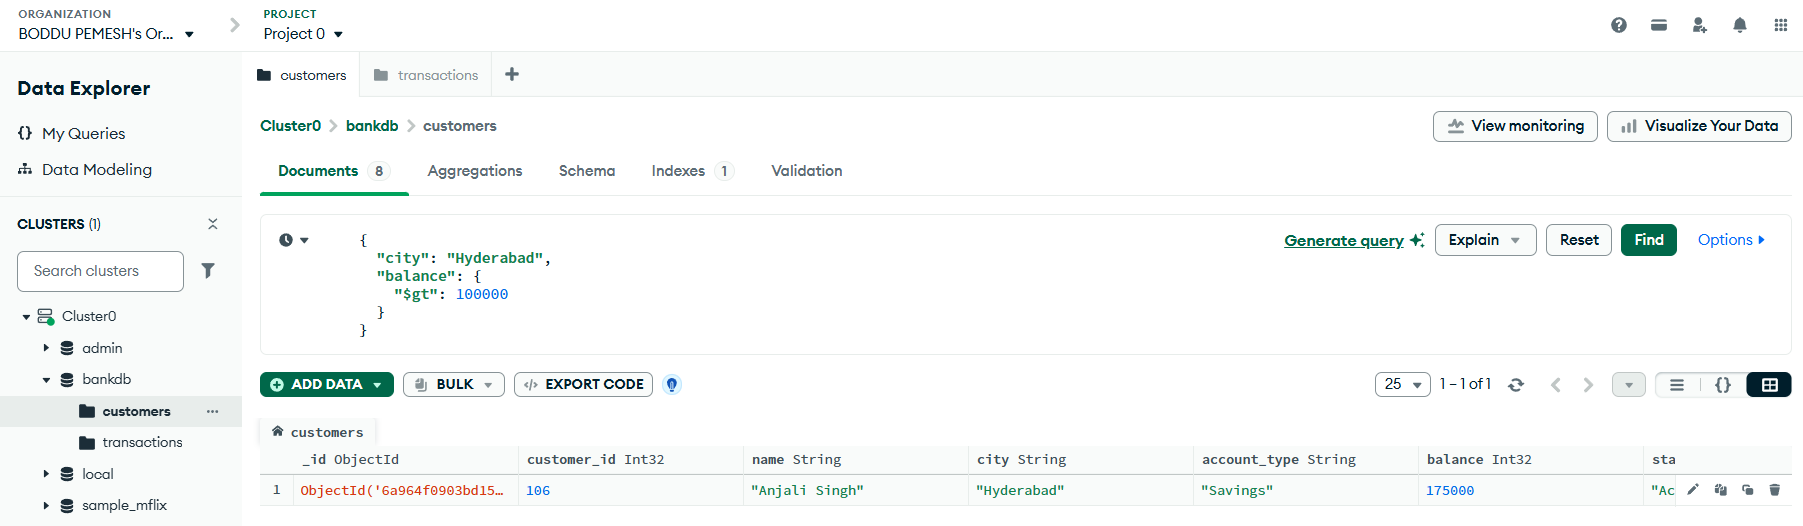 ORGANIZATION
BODDU PEMESH's Or...
PROJECT
Project 0
Data Explorer
My Queries
Data Modeling
CLUSTERS (1)
Search clusters
Cluster0
admin
bankdb
customers
transactions
local
sample_mflix
customers
transactions
Cluster0 > bankdb > customers
View monitoring
Visualize Your Data
Documents 8
Aggregations
Schema
Indexes 1
Validation
{
"city": "Hyderabad",
"balance": {
"$gt": 100000
}
}
Generate query
Explain
Reset
Find
Options
ADD DATA
BULK
EXPORT CODE
25
1 – 1 of 1
customers
_id ObjectId customer_id Int32 name String city String account_type String balance Int32 sta
1 ObjectId('6a964f0903bd15... 106 "Anjali Singh" "Hyderabad" "Savings" 175000 "Ac